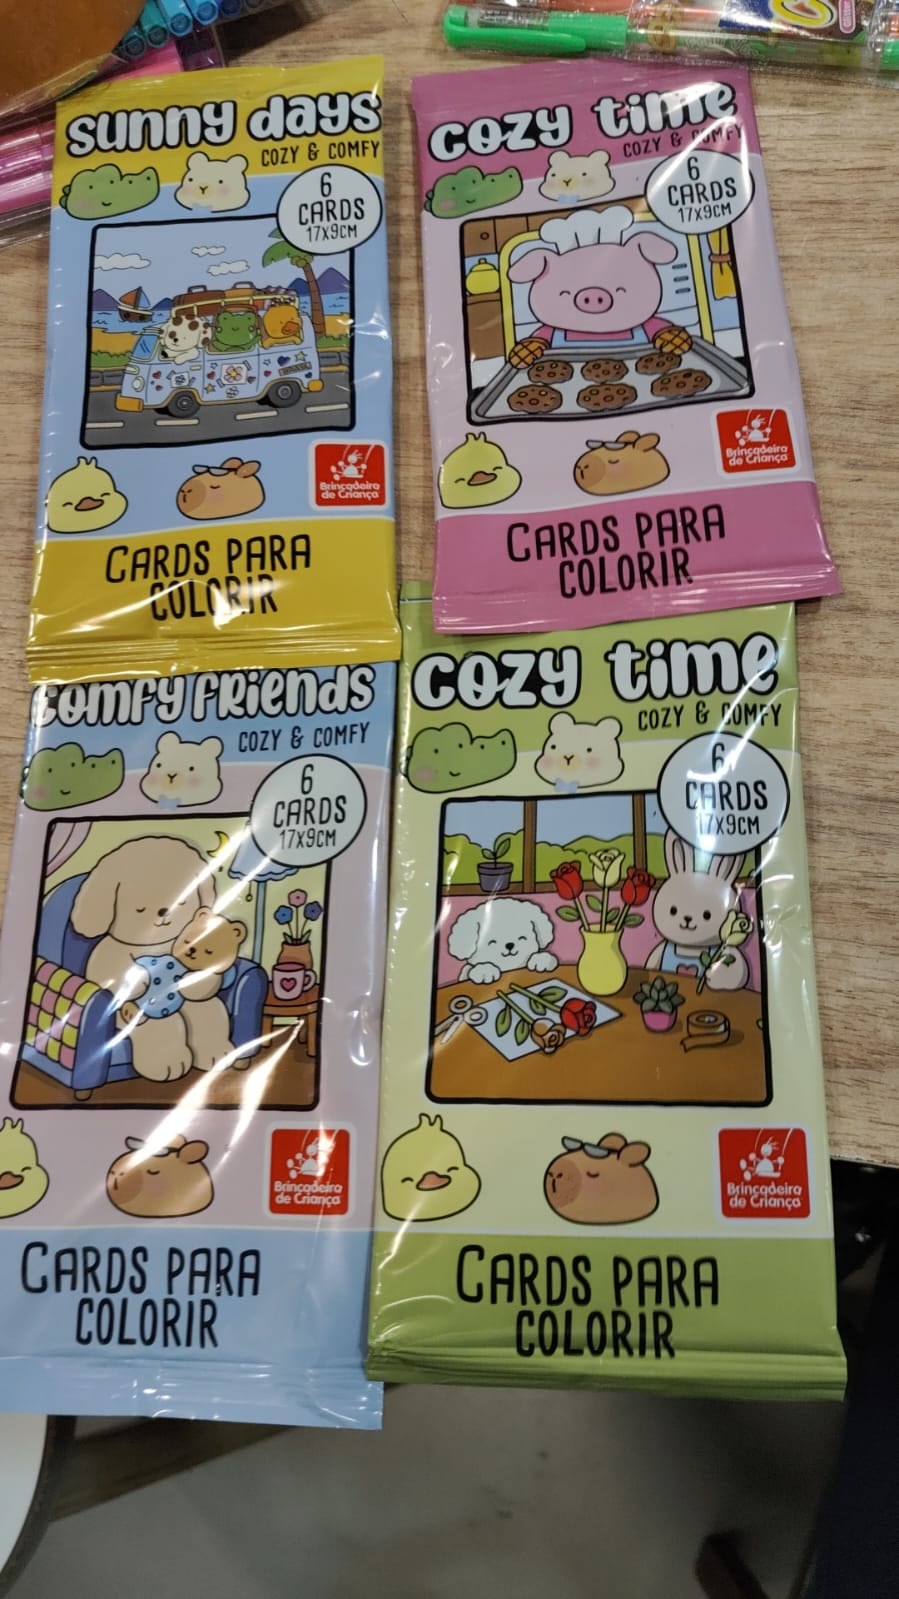 sunny days
COZY & COMFY
6
CARDS
17x9CM
BRASIL
Brincadeira
de Criança
CARDS PARA
COLORIR
cozy time
COZY & COMFY
6
CARDS
17x9CM
Brincadeira
de Criança
CARDS PARA
COLORIR
comfy friends
COZY & COMFY
6
CARDS
17x9CM
Brincadeira
de Criança
CARDS PARA
COLORIR
cozy time
COZY & COMFY
6
CARDS
17x9CM
Brincadeira
de Criança
CARDS PARA
COLORIR